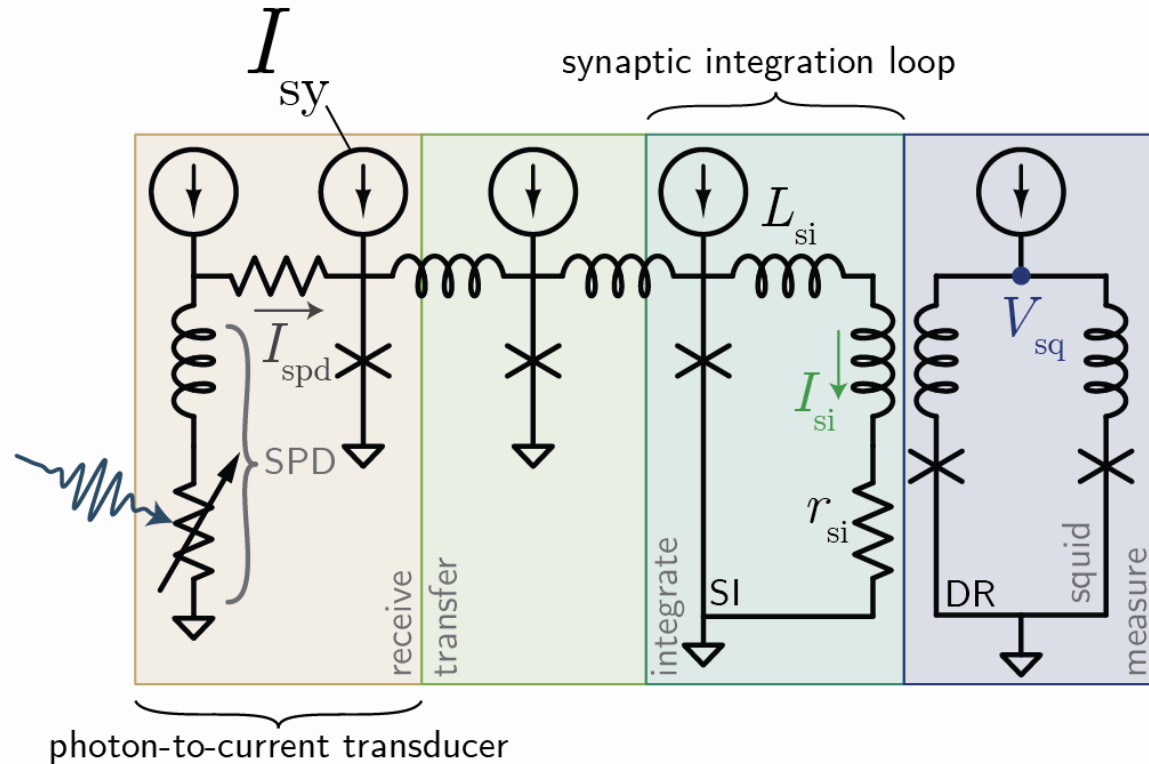 I_sy
synaptic integration loop
L_si
I_spd
V_sq
I_si
SPD
r_si
receive
transfer
integrate
SI
DR
squid
measure
photon-to-current transducer